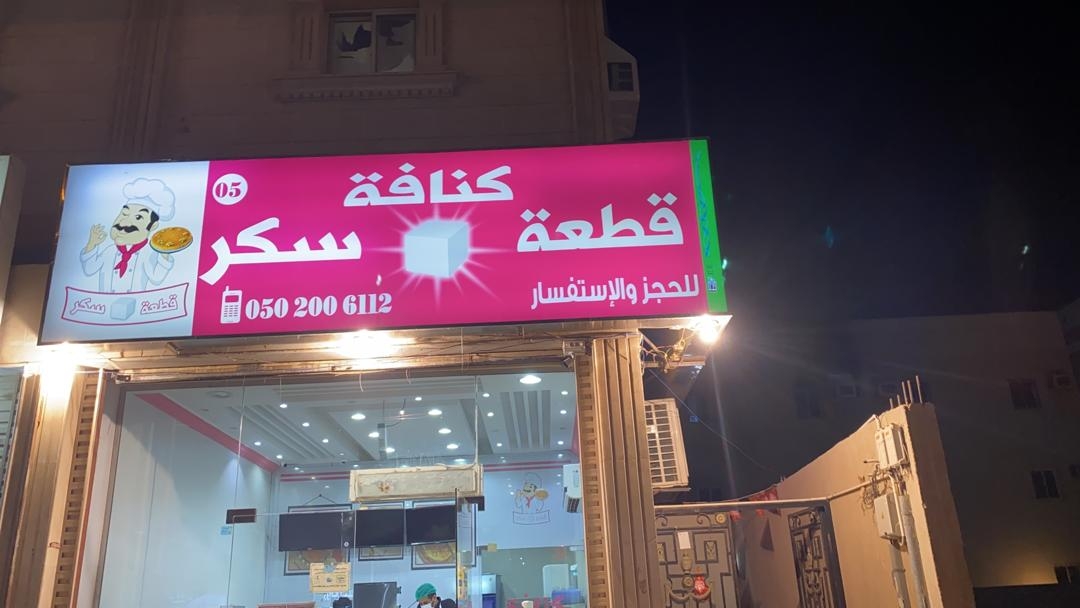 كنافة
قطعة سكر
05
للحجز والإستفسار
050 200 6112
قطعة سكر